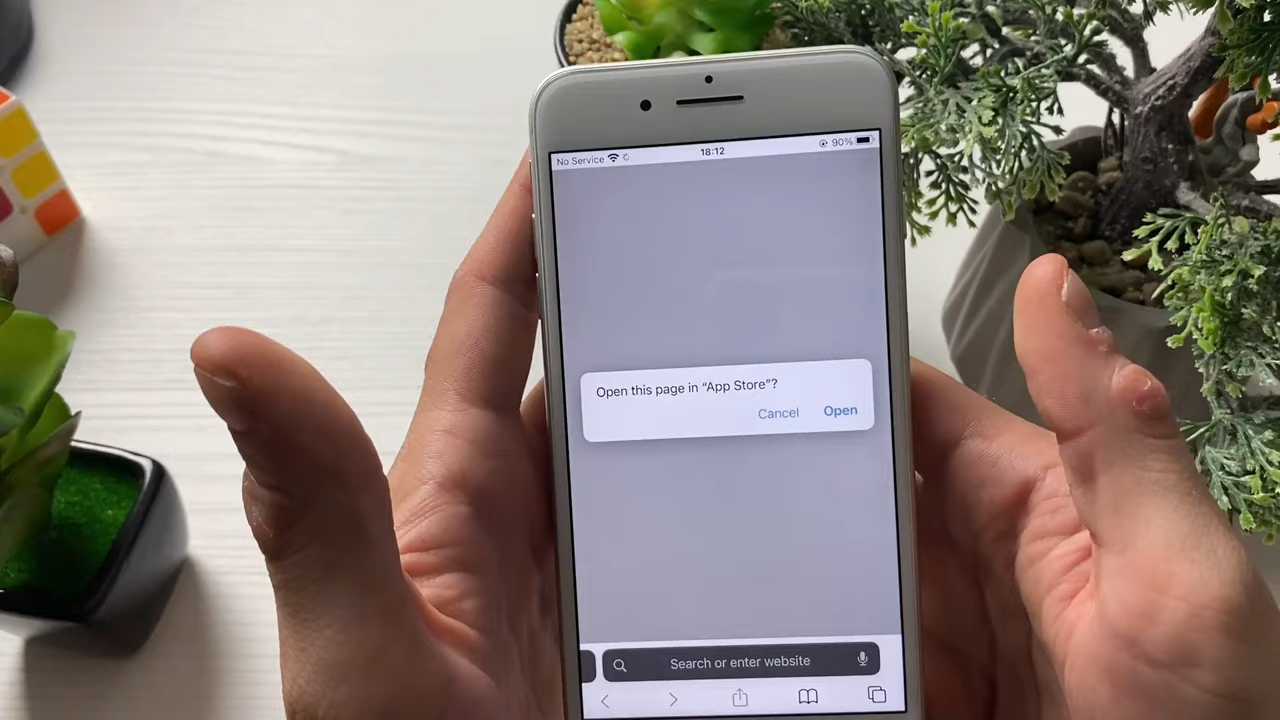 No Service 18:12 90%
Open this page in “App Store”?
Cancel Open
Search or enter website